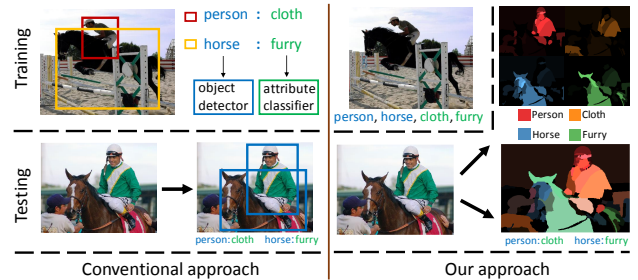 Training
person : cloth
horse : furry
object
detector
attribute
classifier
person, horse, cloth, furry
Person
Cloth
Horse
Furry
Testing
person:cloth horse:furry
person:cloth horse:furry
Conventional approach
Our approach